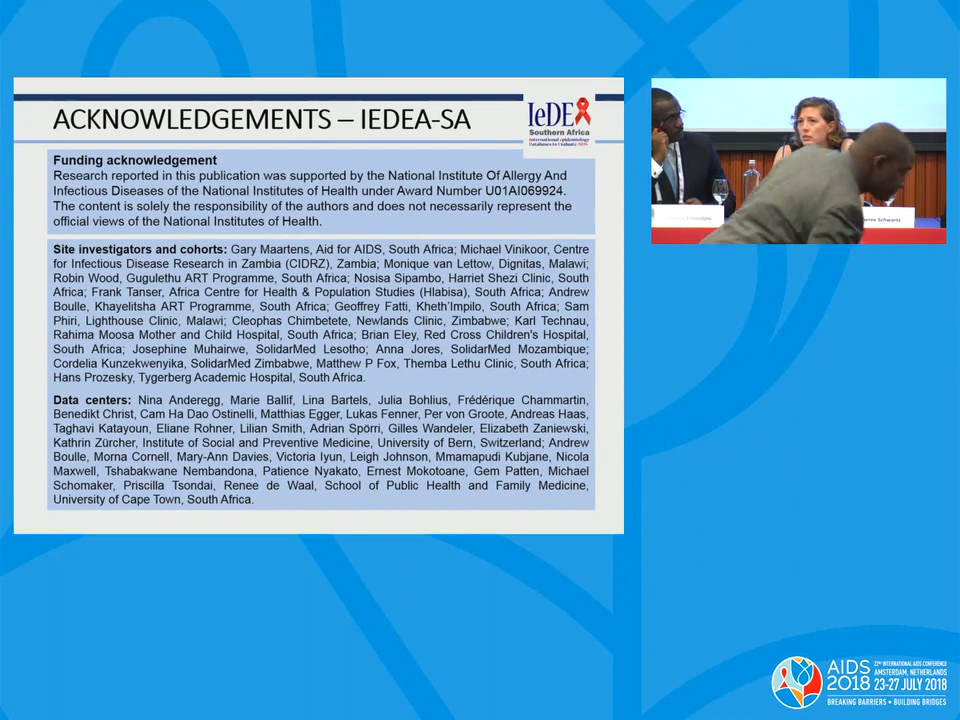 ACKNOWLEDGEMENTS – IEDEA-SA
IeDEA
Southern Africa
International epidemiology
Databases to Evaluate AIDS
Funding acknowledgement
Research reported in this publication was supported by the National Institute Of Allergy And
Infectious Diseases of the National Institutes of Health under Award Number U01AI069924.
The content is solely the responsibility of the authors and does not necessarily represent the
official views of the National Institutes of Health.
Site investigators and cohorts: Gary Maartens, Aid for AIDS, South Africa; Michael Vinikoor, Centre
for Infectious Disease Research in Zambia (CIDRZ), Zambia; Monique van Lettow, Dignitas, Malawi;
Robin Wood, Gugulethu ART Programme, South Africa; Nosisa Sipambo, Harriet Shezi Clinic, South
Africa; Frank Tanser, Africa Centre for Health & Population Studies (Hlabisa), South Africa; Andrew
Boulle, Khayelitsha ART Programme, South Africa; Geoffrey Fatti, Kheth'Impilo, South Africa; Sam
Phiri, Lighthouse Clinic, Malawi; Cleophas Chimbetete, Newlands Clinic, Zimbabwe; Karl Technau,
Rahima Moosa Mother and Child Hospital, South Africa; Brian Eley, Red Cross Children's Hospital,
South Africa; Josephine Muhairwe, SolidarMed Lesotho; Anna Jores, SolidarMed Mozambique;
Cordelia Kunzekwenyika, SolidarMed Zimbabwe, Matthew P Fox, Themba Lethu Clinic, South Africa;
Hans Prozesky, Tygerberg Academic Hospital, South Africa.
Data centers: Nina Anderegg, Marie Ballif, Lina Bartels, Julia Bohlius, Frédérique Chammartin,
Benedikt Christ, Cam Ha Dao Ostinelli, Matthias Egger, Lukas Fenner, Per von Groote, Andreas Haas,
Taghavi Katayoun, Eliane Rohner, Lilian Smith, Adrian Spörri, Gilles Wandeler, Elizabeth Zaniewski,
Kathrin Zürcher, Institute of Social and Preventive Medicine, University of Bern, Switzerland; Andrew
Boulle, Morna Cornell, Mary-Ann Davies, Victoria Iyun, Leigh Johnson, Mmamapudi Kubjane, Nicola
Maxwell, Tshabakwane Nembandona, Patience Nyakato, Ernest Mokotoane, Gem Patten, Michael
Schomaker, Priscilla Tsondai, Renee de Waal, School of Public Health and Family Medicine,
University of Cape Town, South Africa.
Schwartz
AIDS
2018
22ND INTERNATIONAL AIDS CONFERENCE
AMSTERDAM, NETHERLANDS
23-27 JULY 2018
BREAKING BARRIERS • BUILDING BRIDGES